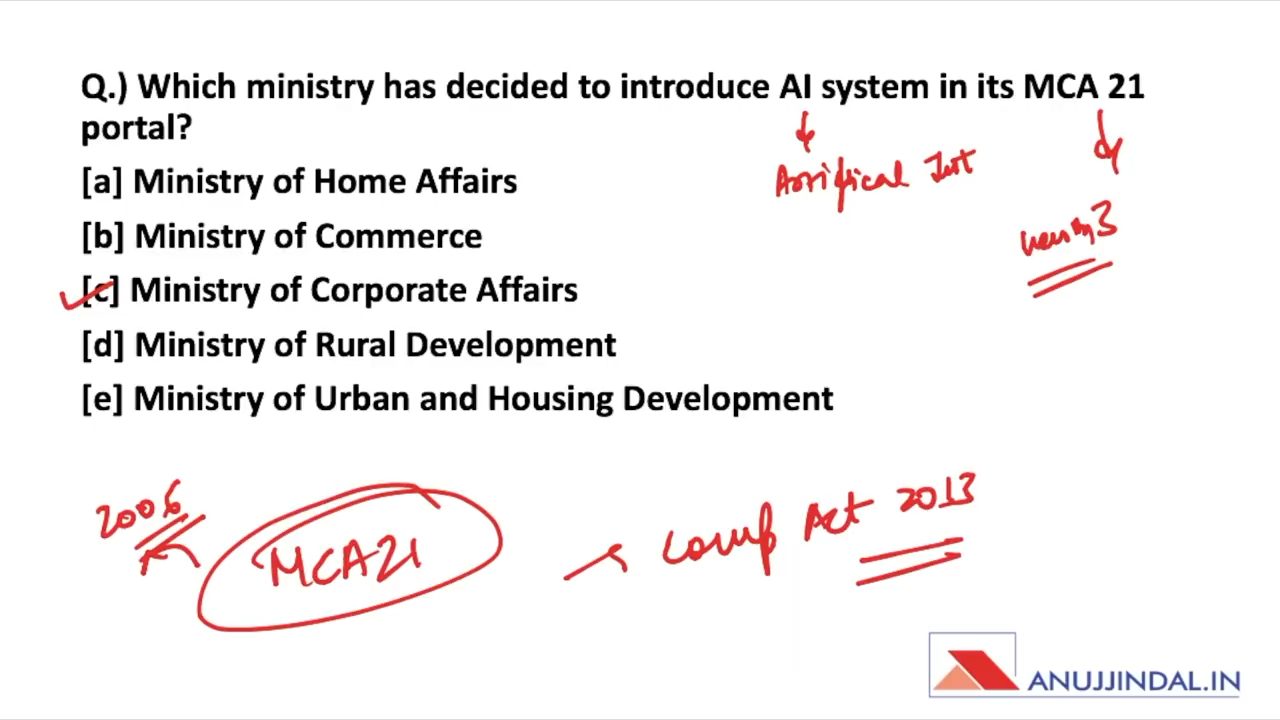 Q.) Which ministry has decided to introduce AI system in its MCA 21
portal?
[a] Ministry of Home Affairs
[b] Ministry of Commerce
[c] Ministry of Corporate Affairs
[d] Ministry of Rural Development
[e] Ministry of Urban and Housing Development
Artificial Int
3
2006
MCA21
Comp Act 2013
ANUJJINDAL.IN